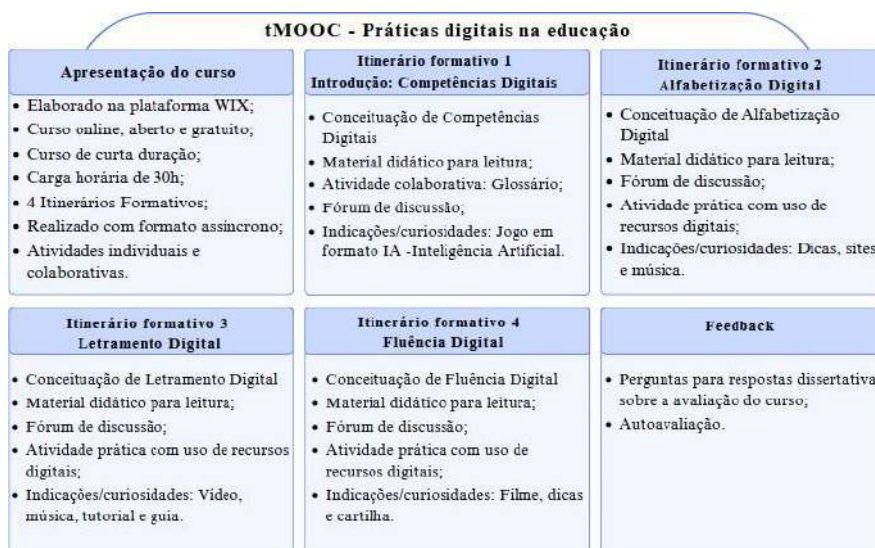 tMOOC - Práticas digitais na educação
Apresentação do curso
• Elaborado na plataforma WIX;
• Curso online, aberto e gratuito;
• Curso de curta duração;
• Carga horária de 30h;
• 4 Itinerários Formativos;
• Realizado com formato assíncrono;
• Atividades individuais e
colaborativas.
Itinerário formativo 1
Introdução: Competências Digitais
• Conceituação de Competências
Digitais
• Material didático para leitura;
• Atividade colaborativa: Glossário;
• Fórum de discussão;
• Indicações/curiosidades: Jogo em
formato IA -Inteligência Artificial.
Itinerário formativo 2
Alfabetização Digital
• Conceituação de Alfabetização
Digital
• Material didático para leitura;
• Fórum de discussão;
• Atividade prática com uso de
recursos digitais;
• Indicações/curiosidades: Dicas, sites
e música.
Itinerário formativo 3
Letramento Digital
• Conceituação de Letramento Digital
• Material didático para leitura;
• Fórum de discussão;
• Atividade prática com uso de recursos
digitais;
• Indicações/curiosidades: Vídeo,
música, tutorial e guia.
Itinerário formativo 4
Fluência Digital
• Conceituação de Fluência Digital
• Material didático para leitura;
• Fórum de discussão;
• Atividade prática com uso de
recursos digitais;
• Indicações/curiosidades: Filme, dicas
e cartilha.
Feedback
• Perguntas para respostas dissertativa
sobre a avaliação do curso;
• Autoavaliação.